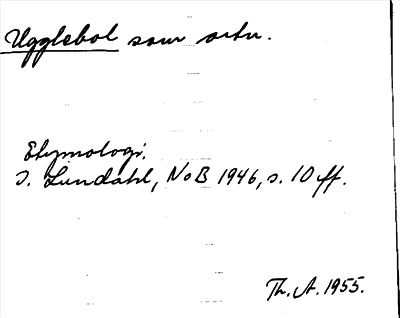 Ugglebol som ortn.
Etymologi.
I. Lundahl, NoB 1946, s. 10 ff.
Th. A. 1955.